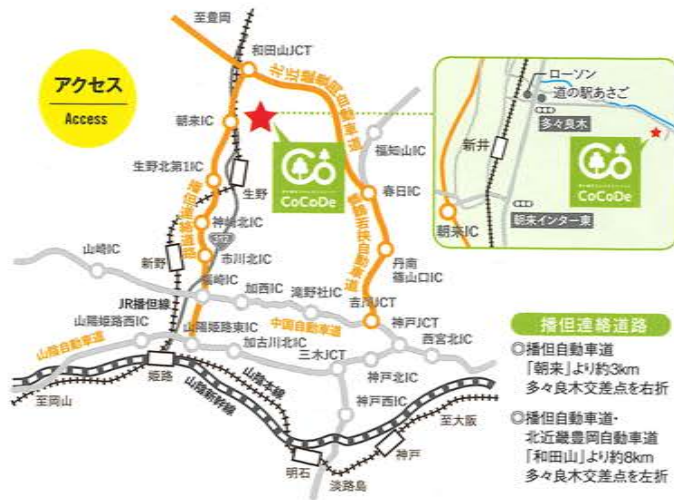 アクセス
Access
至豊岡
和田山JCT
北近畿豊岡自動車道
朝来IC
生野北第1IC
生野
CoCoDe
福知山IC
春日IC
播但連絡道路
神崎北IC
312
舞鶴若狭自動車道
山崎IC
新野
市川北IC
丹南
篠山口IC
福崎IC
加西IC
滝野社IC
吉川JCT
JR播但線
中国自動車道
神戸JCT
山陽姫路西IC
山陽姫路東IC
加古川北IC
西宮北IC
山陽自動車道
三木JCT
神戸北IC
姫路
山陰本線
神戸西IC
至岡山
山陰新幹線
至大阪
神戸
明石
淡路島
ローソン
道の駅あさご
多々良木
新井
CoCoDe
朝来インター東
朝来IC
播但連絡道路
◎播但自動車道
「朝来」より約3km
多々良木交差点を右折
◎播但自動車道・
北近畿豊岡自動車道
「和田山」より約8km
多々良木交差点を左折